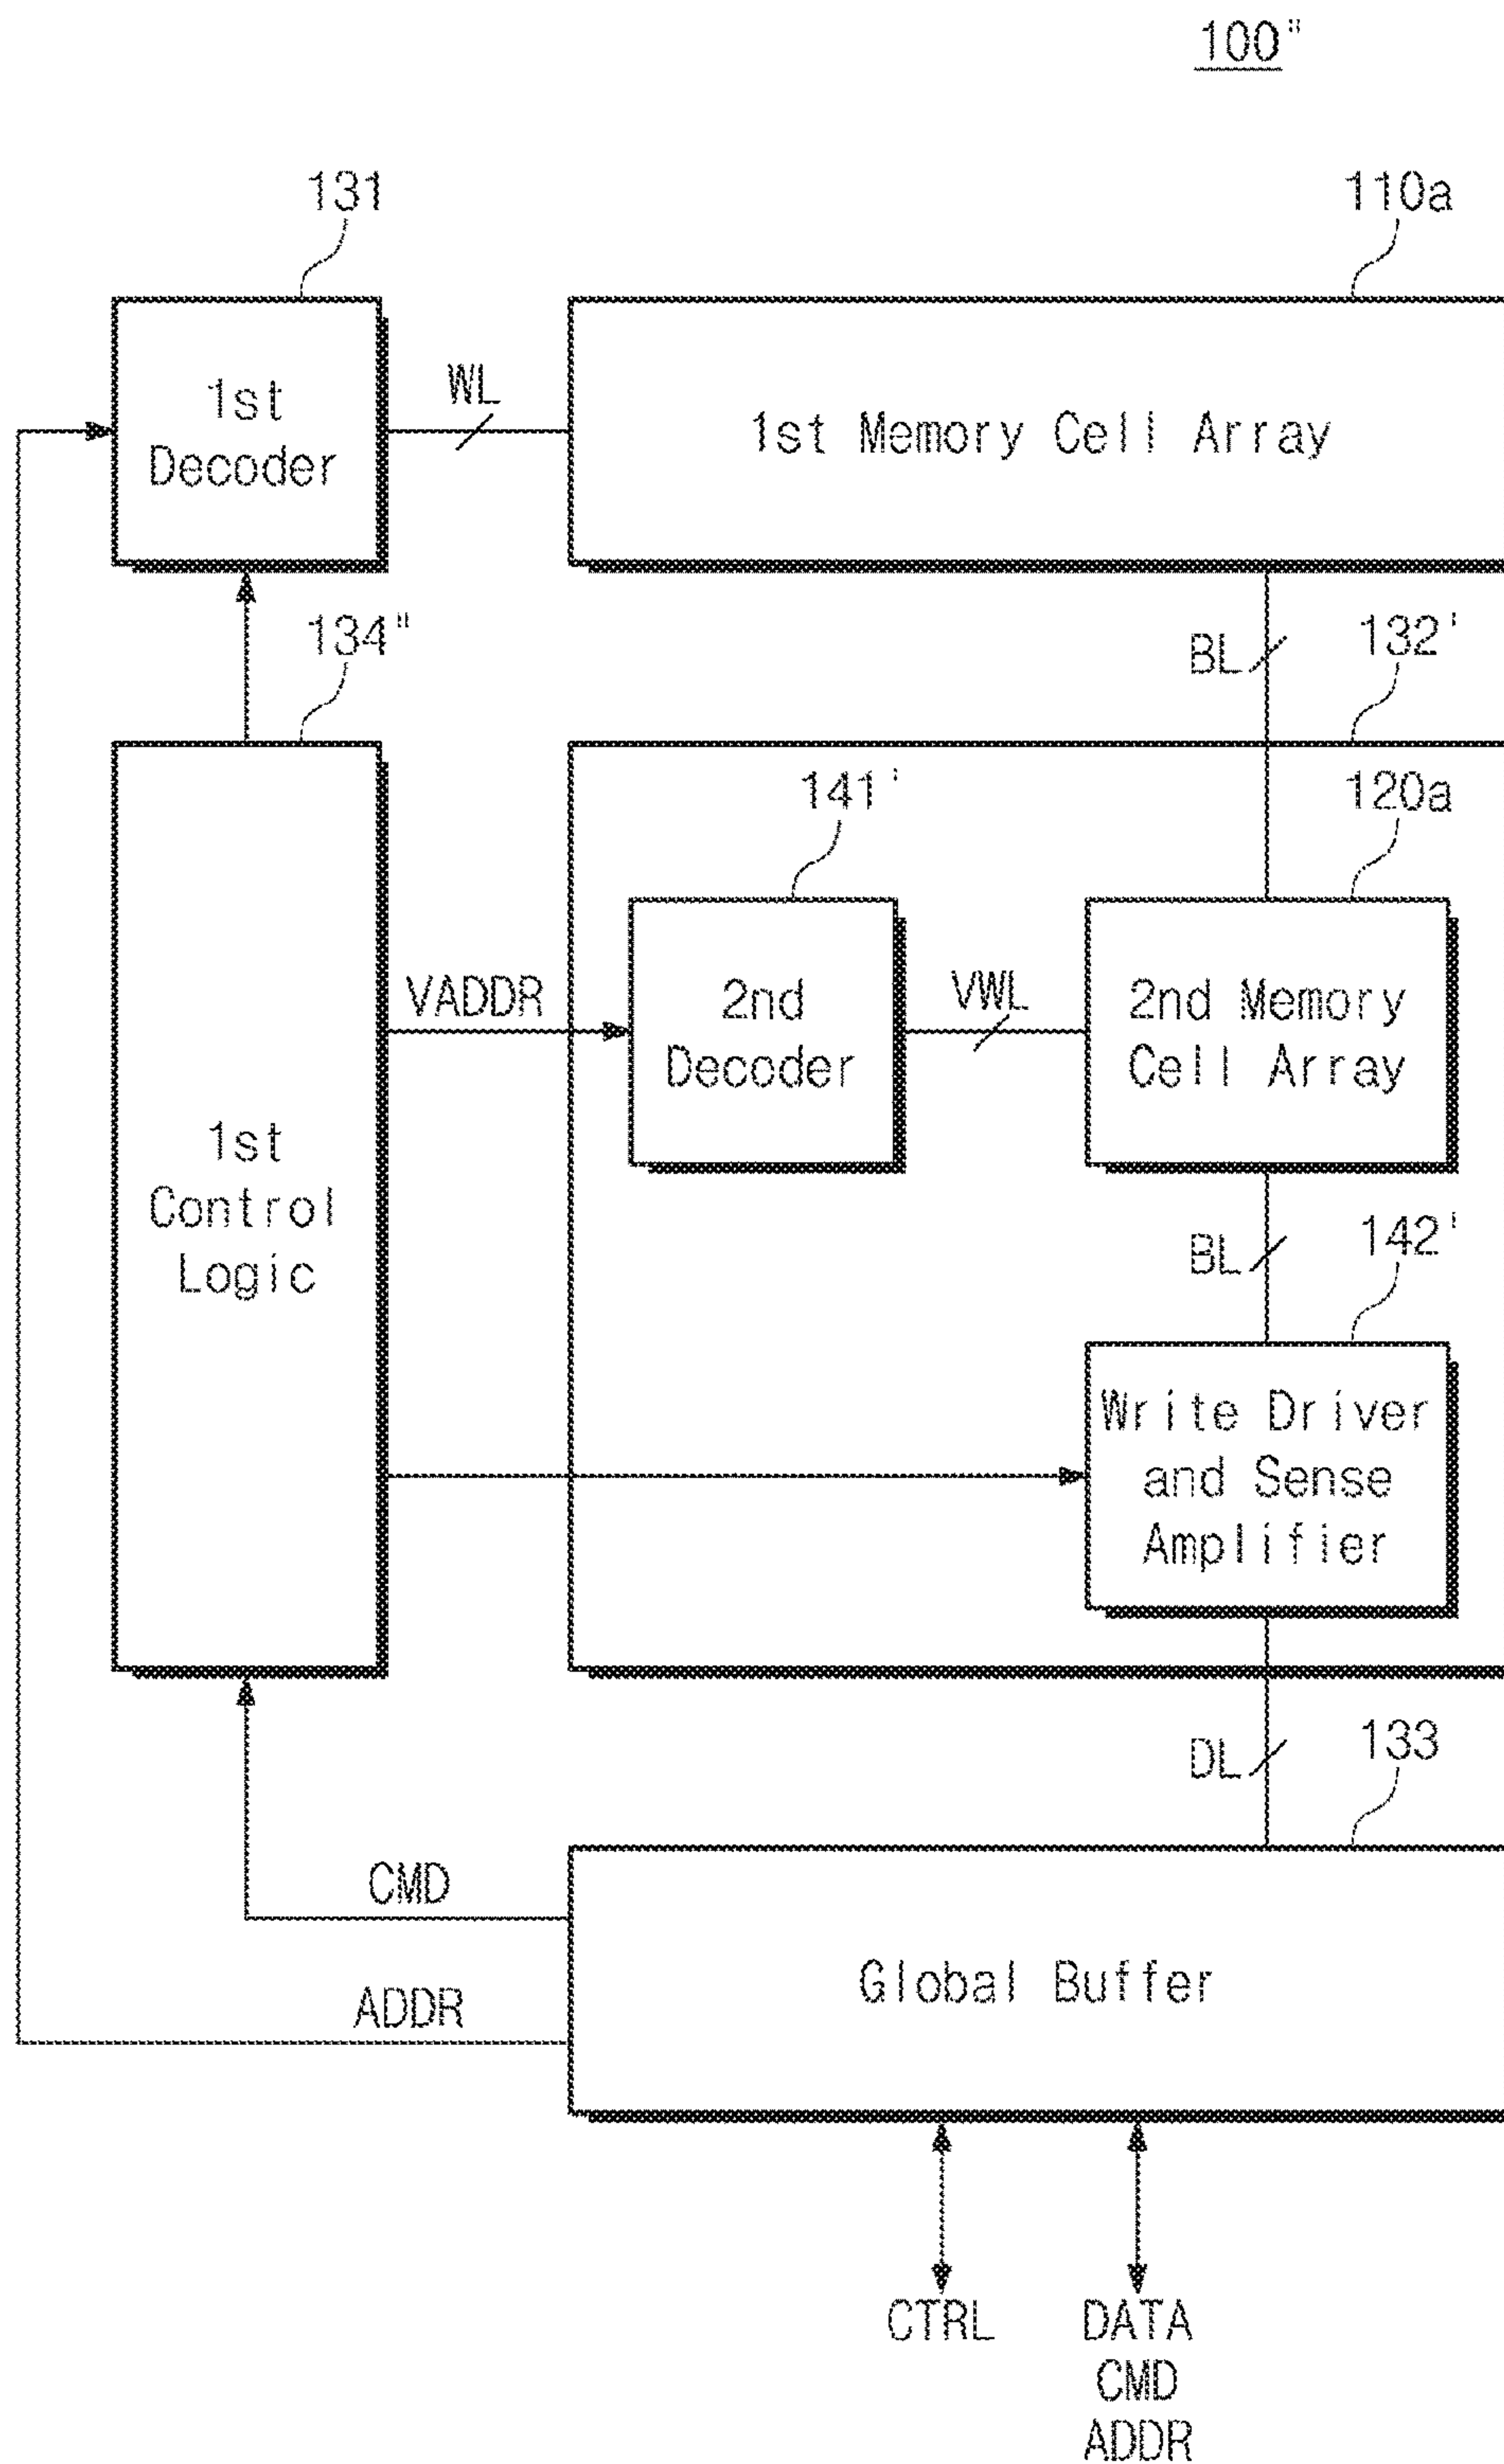 100"
131
110a
1st
Decoder
WL
1st Memory Cell Array
134"
BL
132'
141'
120a
VADDR
2nd
Decoder
VWL
2nd Memory
Cell Array
1st
Control
Logic
BL
142'
Write Driver
and Sense
Amplifier
DL
133
CMD
ADDR
Global Buffer
CTRL
DATA
CMD
ADDR